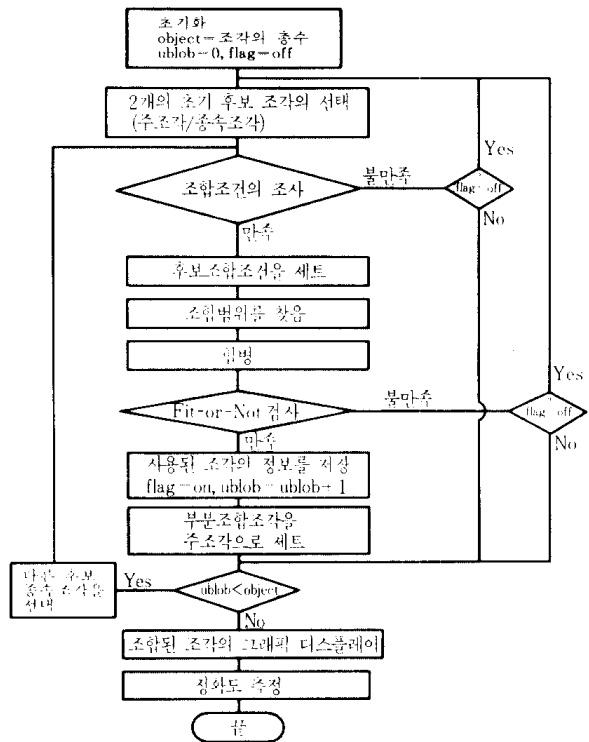 초기화
object=조각의 총수
ublob=0, flag=off
2개의 초기 후보 조각의 선택
(주조각/종속조각)
조합조건의 조사
불만족
?
flag=off
Yes
No
만족
후보조합조건을 세트
조합범위를 찾음
합병
Fit-or-Not 검사
불만족
?
flag=off
Yes
No
만족
사용된 조각의 정보를 저장
flag=on, ublob=ublob+1
부분조합조각을
주조각으로 세트
ublob<object
Yes
다른 후보
종속조각을
선택
No
조합된 조각의 그래픽 디스플레이
정확도 측정
끝